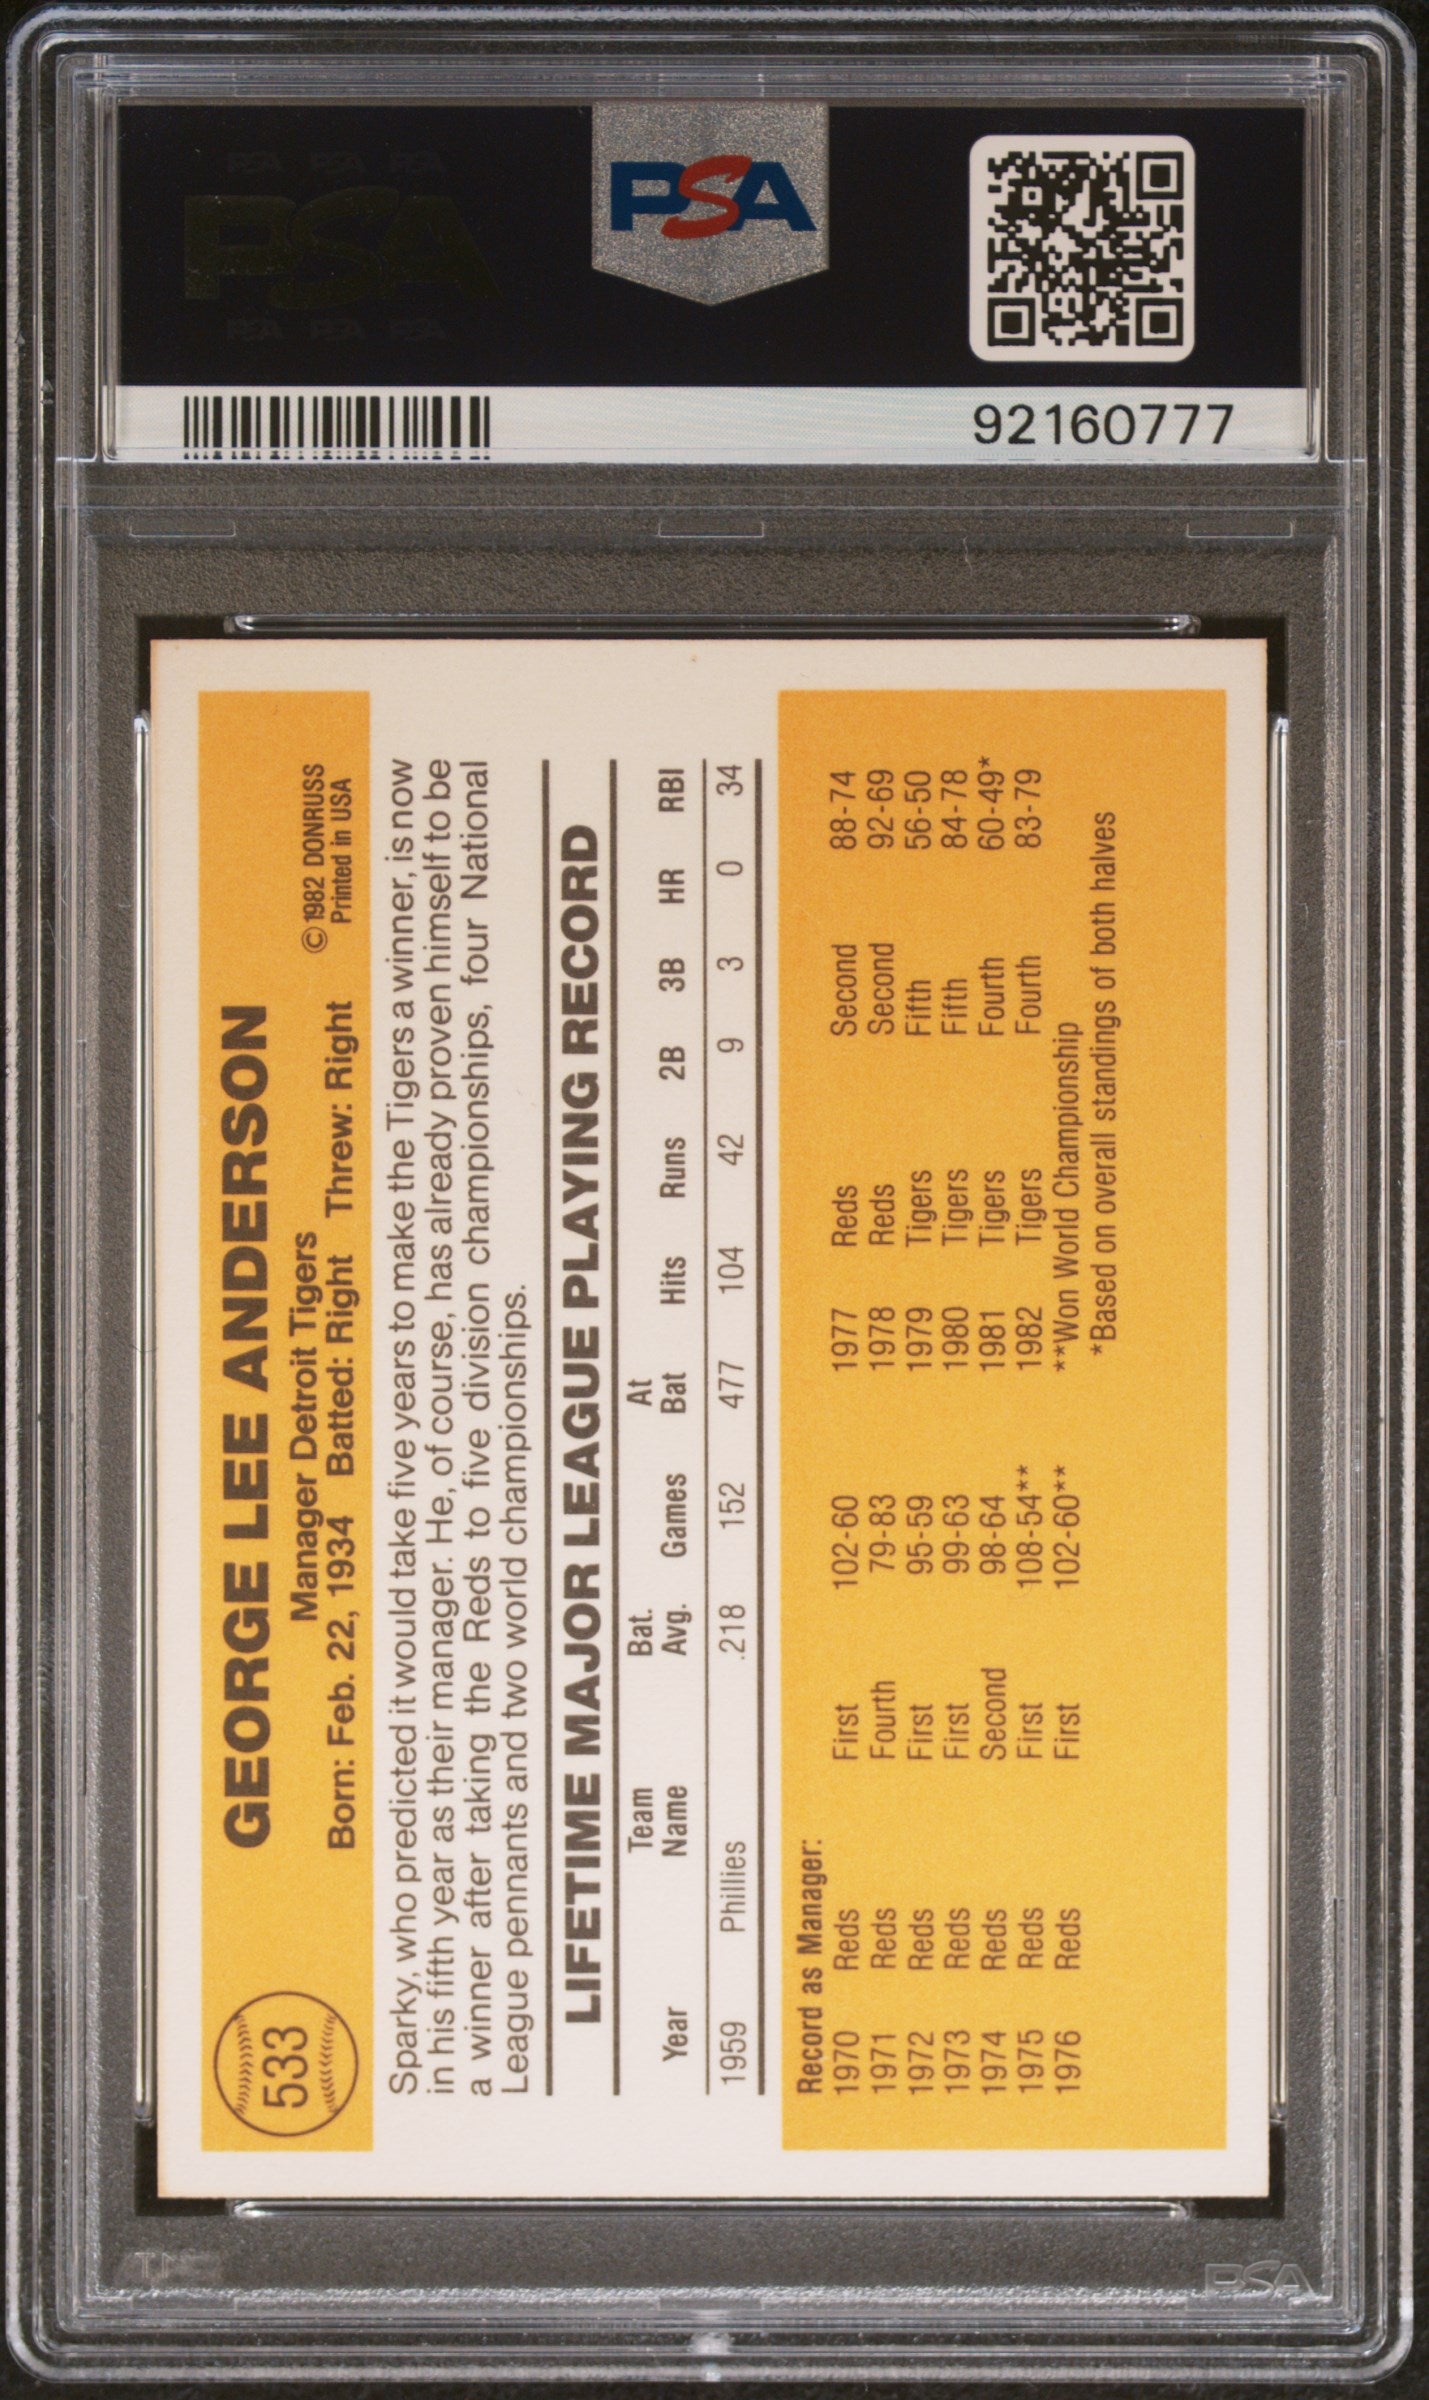 PSA PSA PSA
PSA
PSA PSA PSA
PSA
92160777
533
GEORGE LEE ANDERSON
Manager Detroit Tigers
©1982 DONRUSS
Born: Feb. 22, 1934 Batted: Right Threw: Right
Printed in USA
Sparky, who predicted it would take five years to make the Tigers a winner, is now
in his fifth year as their manager. He, of course, has already proven himself to be
a winner after taking the Reds to five division championships, four National
League pennants and two world championships.
LIFETIME MAJOR LEAGUE PLAYING RECORD
Year Team Name Bat. Avg. Games At Bat Hits Runs 2B 3B HR RBI
1959 Phillies .218 152 477 104 42 9 3 0 34
Record as Manager:
1970 Reds First 102-60 1977 Reds Second 88-74
1971 Reds Fourth 79-83 1978 Reds Second 92-69
1972 Reds First 95-59 1979 Tigers Fifth 56-50
1973 Reds First 99-63 1980 Tigers Fifth 84-78
1974 Reds Second 98-64 1981 Tigers Fourth 60-49*
1975 Reds First 108-54** 1982 Tigers Fourth 83-79
1976 Reds First 102-60** **Won World Championship
*Based on overall standings of both halves
PSA